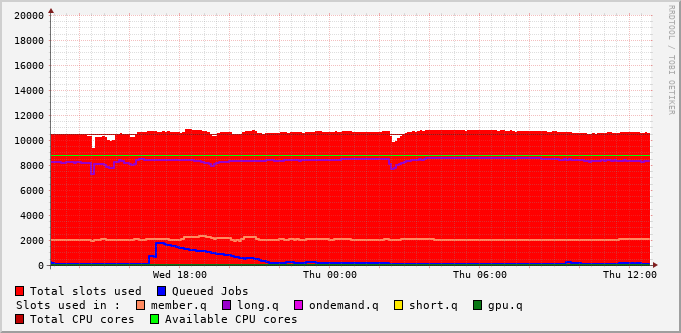 RRDTOOL / TOBI OETIKER
20000
18000
16000
14000
12000
10000
8000
6000
4000
2000
0
Wed 18:00 Thu 00:00 Thu 06:00 Thu 12:00
Total slots used Queued Jobs
Slots used in : member.q long.q ondemand.q short.q gpu.q
Total CPU cores Available CPU cores